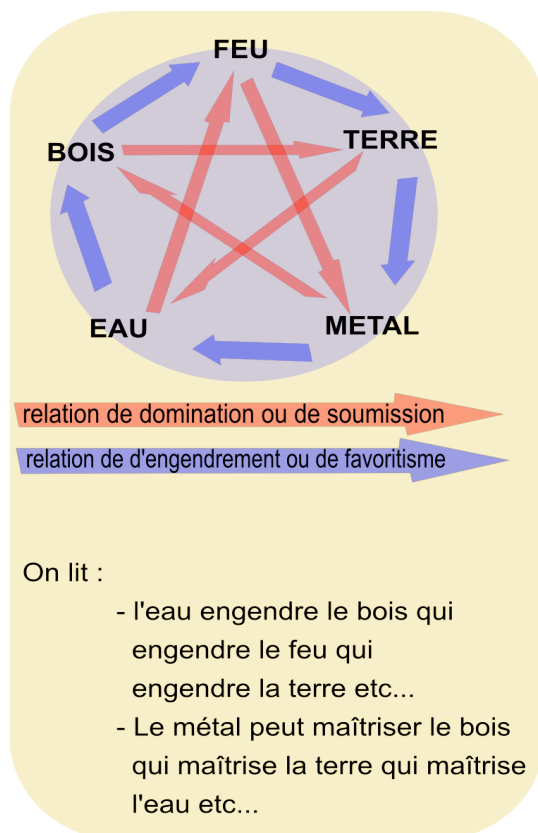 FEU
BOIS
TERRE
EAU
METAL
relation de domination ou de soumission
relation de d'engendrement ou de favoritisme
On lit :
- l'eau engendre le bois qui
engendre le feu qui
engendre la terre etc...
- Le métal peut maîtriser le bois
qui maîtrise la terre qui maîtrise
l'eau etc...